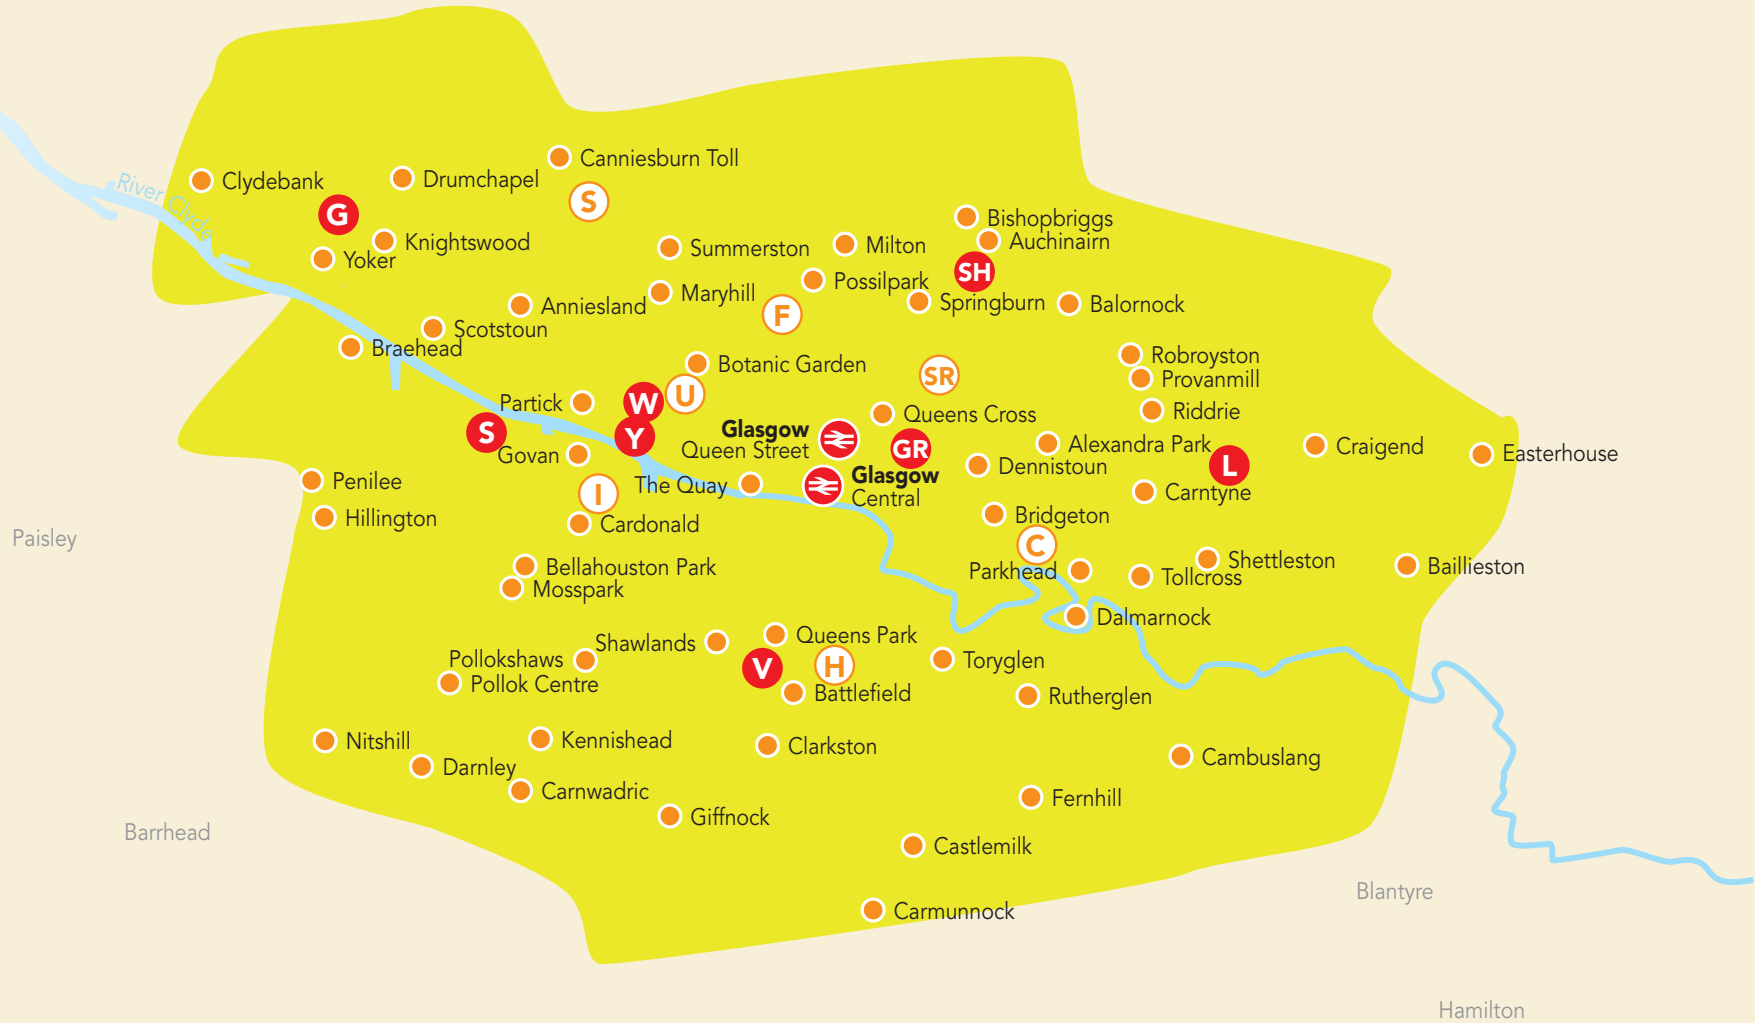 Canniesburn Toll
Drumchapel
Clydebank
River Clyde
S
G
Bishopbriggs
Knightswood
Auchinairn
Summerston
Milton
Yoker
SH
Possilpark
Maryhill
Springburn
Balornock
Anniesland
F
Scotstoun
Braehead
Robroyston
Botanic Garden
SR
Provanmill
U
W
Partick
Riddrie
Queens Cross
Glasgow
Queen Street
S
Y
GR
Alexandra Park
Craigend
Govan
Easterhouse
L
Dennistoun
Glasgow
Central
Penilee
The Quay
I
Carntyne
Bridgeton
Hillington
Cardonald
Paisley
C
Shettleston
Bellahouston Park
Parkhead
Baillieston
Tollcross
Mosspark
Dalmarnock
Queens Park
Shawlands
Pollokshaws
Toryglen
V
H
Pollok Centre
Battlefield
Rutherglen
Nitshill
Kennishead
Clarkston
Cambuslang
Darnley
Carnwadric
Fernhill
Giffnock
Barrhead
Castlemilk
Blantyre
Carmunnock
Hamilton